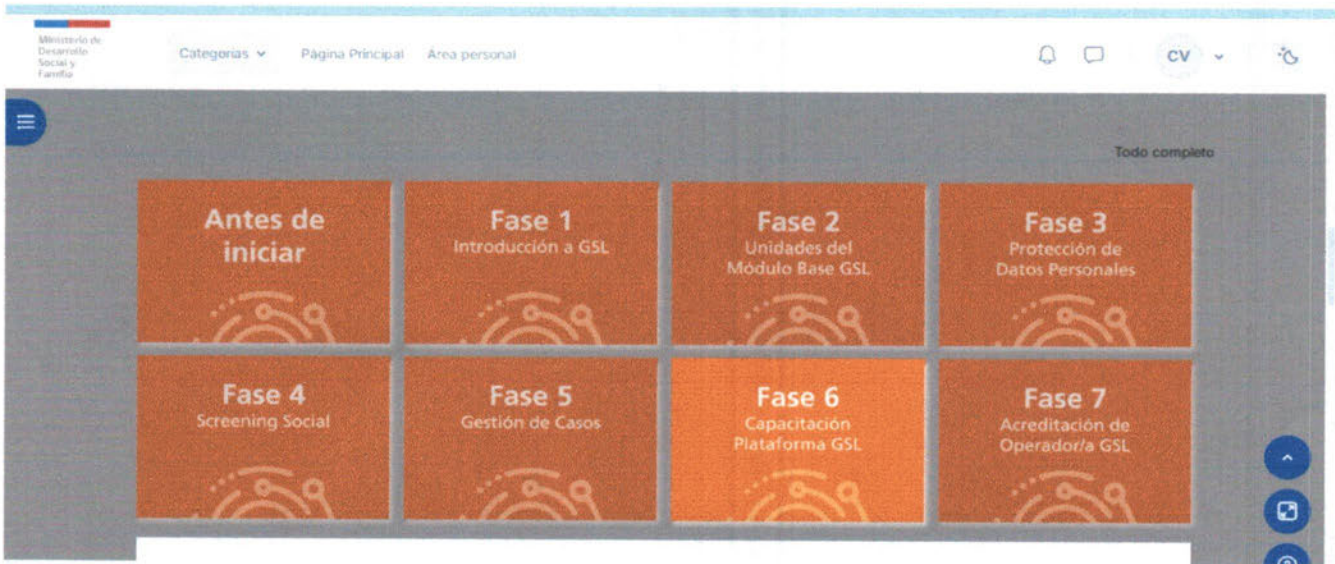 Ministerio de
Desarrollo
Social y
Familia
Categorías
Página Principal
Area personal
CV
Todo completo
Antes de
iniciar
Fase 1
Introducción a GSL
Fase 2
Unidades del
Módulo Base GSL
Fase 3
Protección de
Datos Personales
Fase 4
Screening Social
Fase 5
Gestión de Casos
Fase 6
Capacitación
Plataforma GSL
Fase 7
Acreditación de
Operador/a GSL